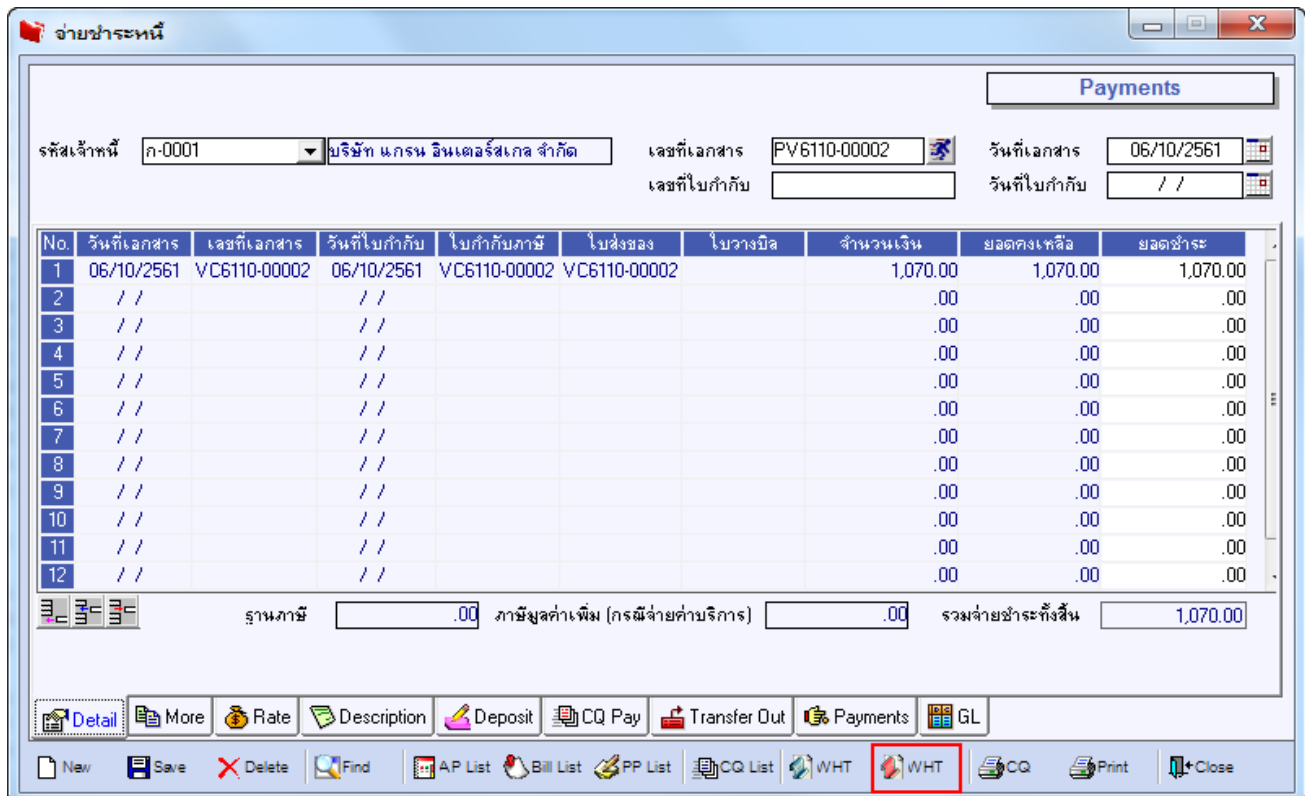 จ่ายชำระหนี้
Payments
รหัสเจ้าหนี้ ก-0001 บริษัท แกรน อินเตอร์สเกล จำกัด เลขที่เอกสาร PV6110-00002 วันที่เอกสาร 06/10/2561
เลขที่ใบกำกับ วันที่ใบกำกับ / /
No. วันที่เอกสาร เลขที่เอกสาร วันที่ใบกำกับ ใบกำกับภาษี ใบส่งของ ใบวางบิล จำนวนเงิน ยอดคงเหลือ ยอดชำระ
1 06/10/2561 VC6110-00002 06/10/2561 VC6110-00002 VC6110-00002 1,070.00 1,070.00 1,070.00
2 / / / / .00 .00 .00
3 / / / / .00 .00 .00
4 / / / / .00 .00 .00
5 / / / / .00 .00 .00
6 / / / / .00 .00 .00
7 / / / / .00 .00 .00
8 / / / / .00 .00 .00
9 / / / / .00 .00 .00
10 / / / / .00 .00 .00
11 / / / / .00 .00 .00
12 / / / / .00 .00 .00
ฐานภาษี .00 ภาษีมูลค่าเพิ่ม (กรณีจ่ายค่าบริการ) .00 รวมจ่ายชำระทั้งสิ้น 1,070.00
Detail More Rate Description Deposit CQ Pay Transfer Out Payments GL
New Save Delete Find AP List Bill List PP List CQ List WHT WHT CQ Print Close